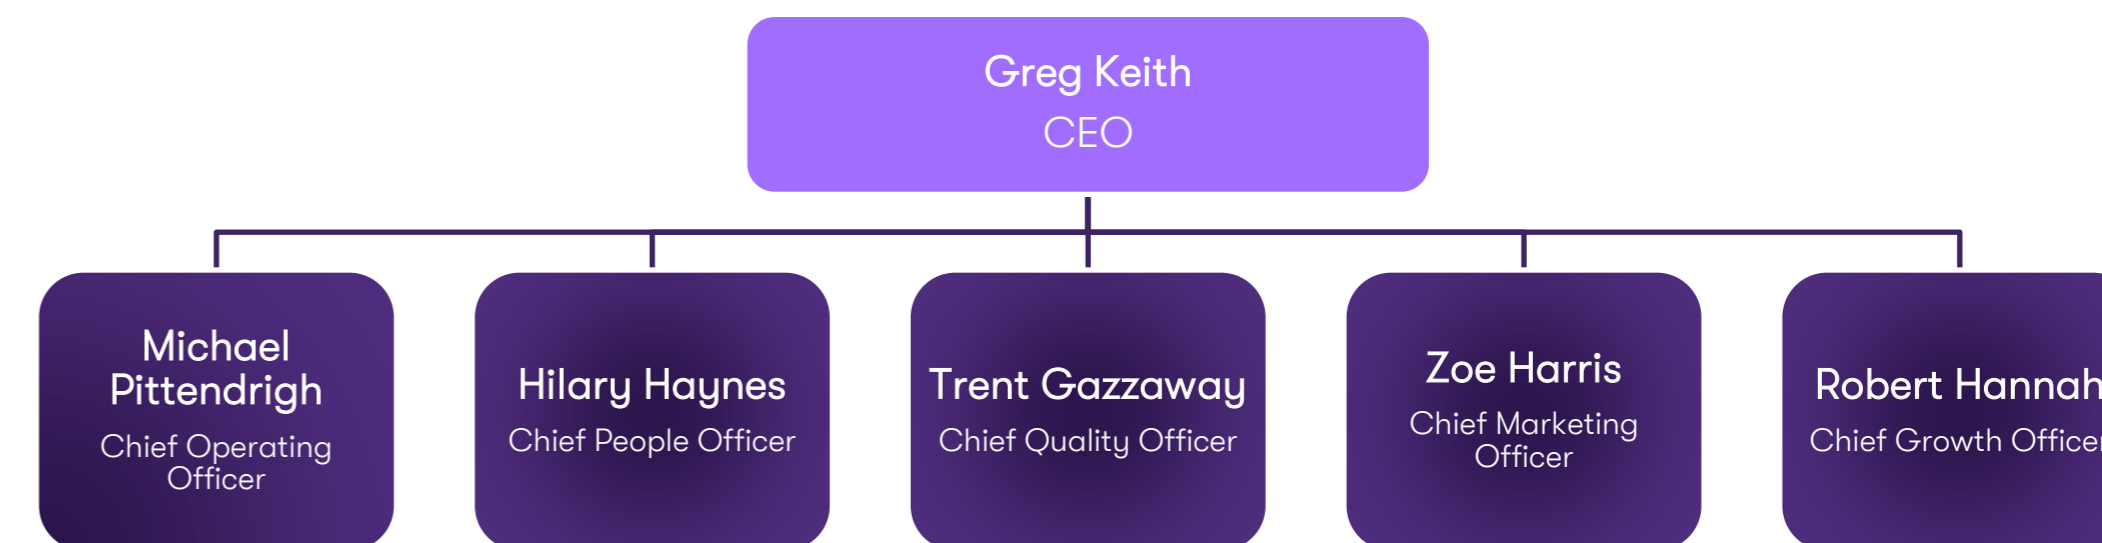 Greg Keith
CEO
Michael
Pittendrigh
Chief Operating
Officer
Hilary Haynes
Chief People Officer
Trent Gazzaway
Chief Quality Officer
Zoe Harris
Chief Marketing
Officer
Robert Hannah
Chief Growth Officer